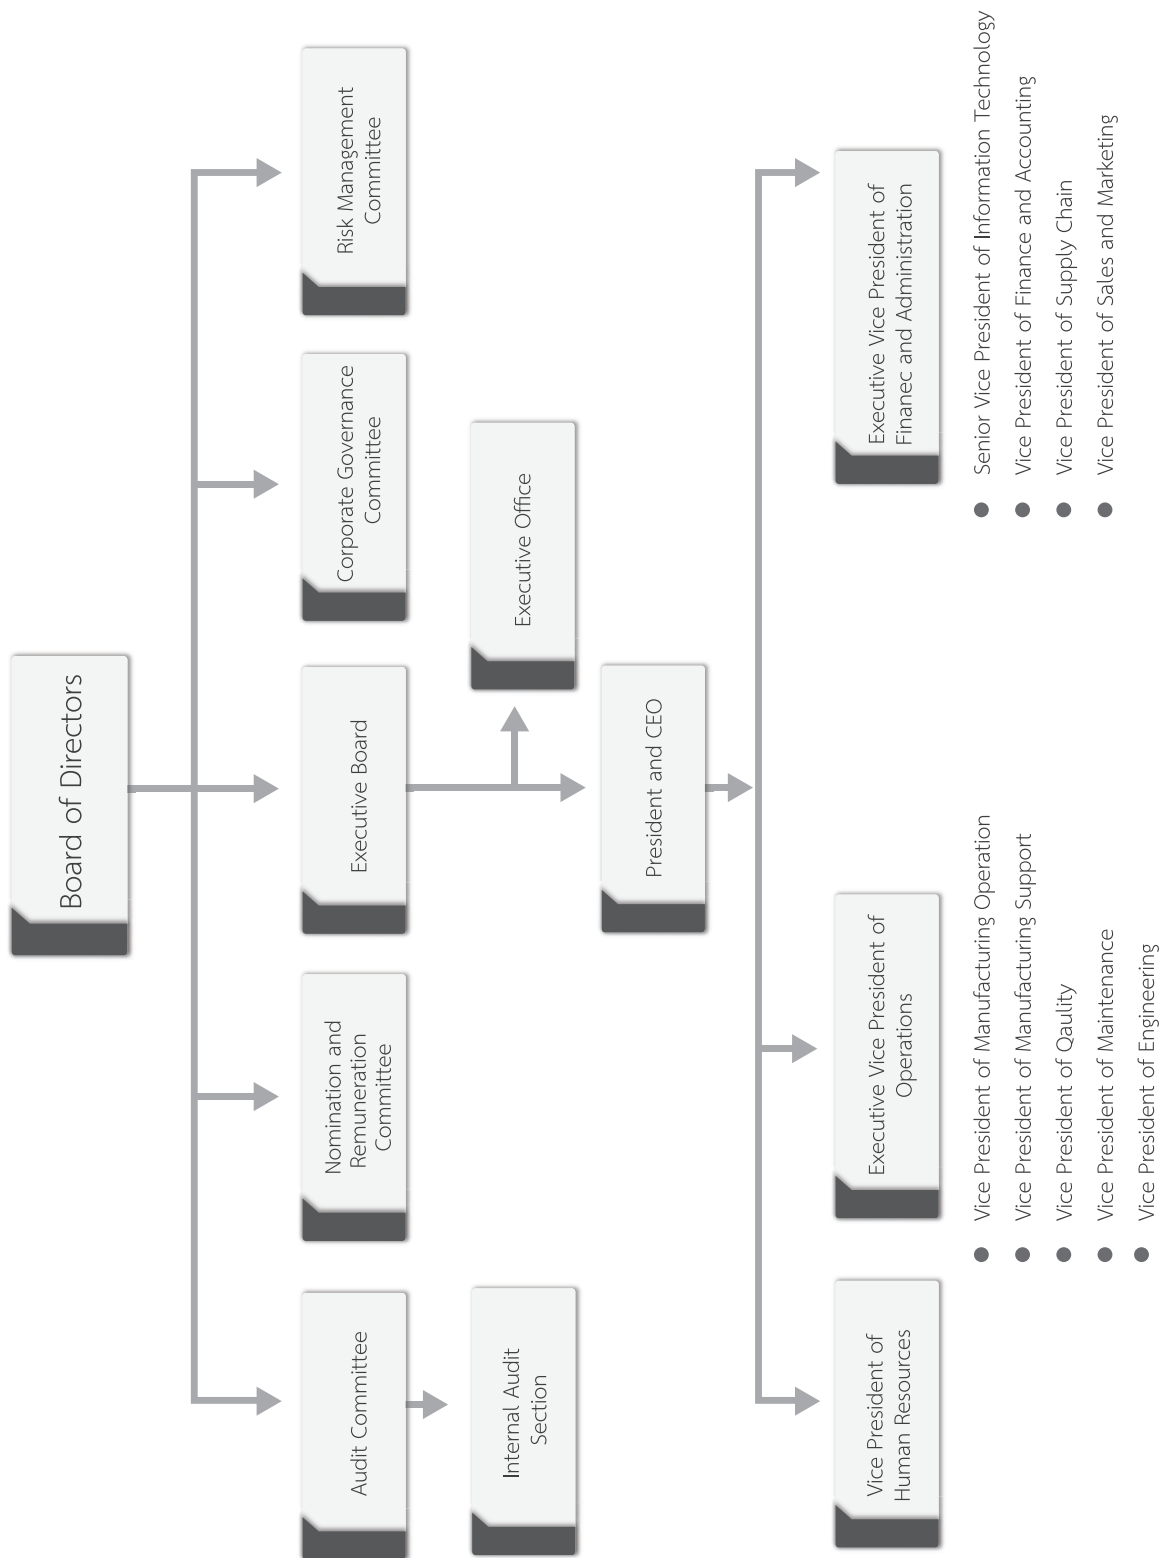 Board of Directors
Audit Committee
Nomination and
Remuneration
Committee
Executive Board
Corporate Governance
Committee
Risk Management
Committee
Internal Audit
Section
Executive Office
President and CEO
Vice President of
Human Resources
Executive Vice President of
Operations
Vice President of Manufacturing Operation
Vice President of Manufacturing Support
Vice President of Qaulity
Vice President of Maintenance
Vice President of Engineering
Executive Vice President of
Finanec and Administration
Senior Vice President of Information Technology
Vice President of Finance and Accounting
Vice President of Supply Chain
Vice President of Sales and Marketing